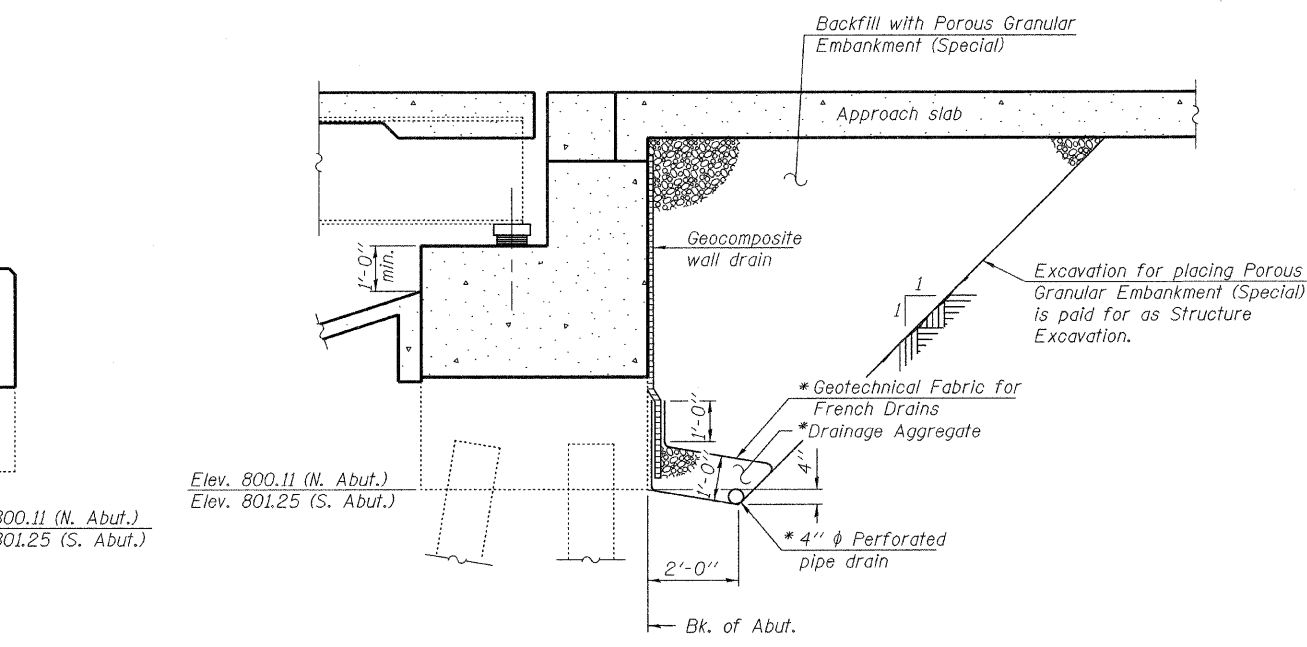 Backfill with Porous Granular
Embankment (Special)
Approach slab
Geocomposite
wall drain
1'-0"
min.
1
1
Excavation for placing Porous
Granular Embankment (Special)
is paid for as Structure
Excavation.
* Geotechnical Fabric for
French Drains
*Drainage Aggregate
1'-0"
1'-0"
4"
Elev. 800.11 (N. Abut.)
Elev. 801.25 (S. Abut.)
800.11 (N. Abut.)
801.25 (S. Abut.)
* 4" ϕ Perforated
pipe drain
2'-0"
Bk. of Abut.